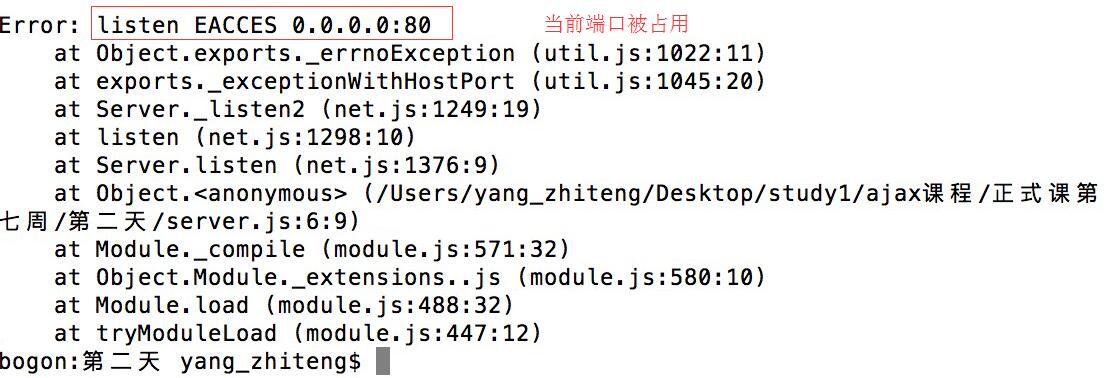 Error: listen EACCES 0.0.0.0:80 当前端口被占用
at Object.exports._errnoException (util.js:1022:11)
at exports._exceptionWithHostPort (util.js:1045:20)
at Server._listen2 (net.js:1249:19)
at listen (net.js:1298:10)
at Server.listen (net.js:1376:9)
at Object.<anonymous> (/Users/yang_zhiteng/Desktop/study1/ajax课程/正式课第
七周/第二天/server.js:6:9)
at Module._compile (module.js:571:32)
at Object.Module._extensions..js (module.js:580:10)
at Module.load (module.js:488:32)
at tryModuleLoad (module.js:447:12)
bogon:第二天 yang_zhiteng$